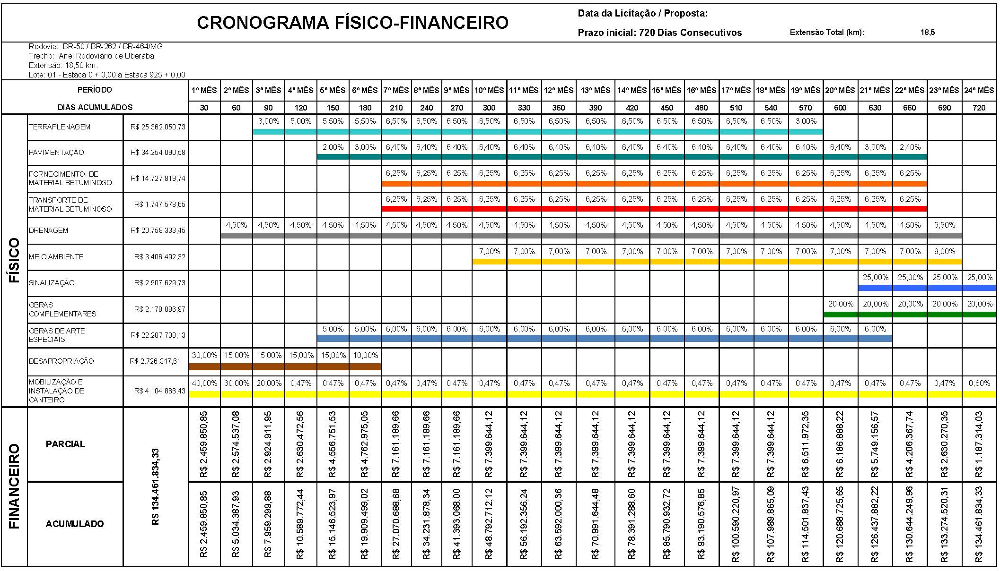 CRONOGRAMA FÍSICO-FINANCEIRO
Data da Licitação / Proposta:
Prazo inicial: 720 Dias Consecutivos
Extensão Total (km):
18,5
Rodovia: BR-50 / BR-262 / BR-464/MG
Trecho: Anel Rodoviário de Uberaba
Extensão: 18,50 km.
Lote: 01 - Estaca 0 + 0,00 a Estaca 925 + 0,00
PERÍODO 1º MÊS 2º MÊS 3º MÊS 4º MÊS 5º MÊS 6º MÊS 7º MÊS 8º MÊS 9º MÊS 10º MÊS 11º MÊS 12º MÊS 13º MÊS 14º MÊS 15º MÊS 16º MÊS 17º MÊS 18º MÊS 19º MÊS 20º MÊS 21º MÊS 22º MÊS 23º MÊS 24º MÊS
DIAS ACUMULADOS 30 60 90 120 150 180 210 240 270 300 330 360 390 420 450 480 510 540 570 600 630 660 690 720
FÍSICO
TERRAPLENAGEM R$ 25.362.050,73 3,00% 5,00% 5,50% 5,50% 6,50% 6,50% 6,50% 6,50% 6,50% 6,50% 6,50% 6,50% 6,50% 6,50% 6,50% 6,50% 3,00%
PAVIMENTAÇÃO R$ 34.254.090,58 2,00% 3,00% 6,40% 6,40% 6,40% 6,40% 6,40% 6,40% 6,40% 6,40% 6,40% 6,40% 6,40% 6,40% 6,40% 6,40% 3,00% 2,40%
FORNECIMENTO DE
MATERIAL BETUMINOSO R$ 14.727.819,74 6,25% 6,25% 6,25% 6,25% 6,25% 6,25% 6,25% 6,25% 6,25% 6,25% 6,25% 6,25% 6,25% 6,25% 6,25% 6,25%
TRANSPORTE DE
MATERIAL BETUMINOSO R$ 1.747.578,65 6,25% 6,25% 6,25% 6,25% 6,25% 6,25% 6,25% 6,25% 6,25% 6,25% 6,25% 6,25% 6,25% 6,25% 6,25% 6,25%
DRENAGEM R$ 20.758.333,45 4,50% 4,50% 4,50% 4,50% 4,50% 4,50% 4,50% 4,50% 4,50% 4,50% 4,50% 4,50% 4,50% 4,50% 4,50% 4,50% 4,50% 4,50% 4,50% 4,50% 4,50% 5,50%
MEIO AMBIENTE R$ 3.406.492,32 7,00% 7,00% 7,00% 7,00% 7,00% 7,00% 7,00% 7,00% 7,00% 7,00% 7,00% 7,00% 7,00% 9,00%
SINALIZAÇÃO R$ 2.907.629,73 25,00% 25,00% 25,00% 25,00%
OBRAS
COMPLEMENTARES R$ 2.178.886,97 20,00% 20,00% 20,00% 20,00% 20,00%
OBRAS DE ARTE
ESPECIAIS R$ 22.287.738,13 5,00% 5,00% 6,00% 6,00% 6,00% 6,00% 6,00% 6,00% 6,00% 6,00% 6,00% 6,00% 6,00% 6,00% 6,00% 6,00% 6,00%
DESAPROPRIAÇÃO R$ 2.726.347,61 30,00% 15,00% 15,00% 15,00% 15,00% 10,00%
MOBILIZAÇÃO E
INSTALAÇÃO DE
CANTEIRO R$ 4.104.866,43 40,00% 30,00% 20,00% 0,47% 0,47% 0,47% 0,47% 0,47% 0,47% 0,47% 0,47% 0,47% 0,47% 0,47% 0,47% 0,47% 0,47% 0,47% 0,47% 0,47% 0,47% 0,47% 0,47% 0,60%
FINANCEIRO
R$ 134.461.834,33
PARCIAL R$ 2.459.850,85 R$ 2.574.537,08 R$ 2.924.911,95 R$ 2.630.472,56 R$ 4.556.751,53 R$ 4.762.975,05 R$ 7.161.189,66 R$ 7.161.189,66 R$ 7.161.189,66 R$ 7.399.644,12 R$ 7.399.644,12 R$ 7.399.644,12 R$ 7.399.644,12 R$ 7.399.644,12 R$ 7.399.644,12 R$ 7.399.644,12 R$ 7.399.644,12 R$ 7.399.644,12 R$ 6.511.972,35 R$ 6.186.888,22 R$ 5.749.156,57 R$ 4.206.367,74 R$ 2.630.270,35 R$ 1.187.314,03
ACUMULADO R$ 2.459.850,85 R$ 5.034.387,93 R$ 7.959.299,88 R$ 10.589.772,44 R$ 15.146.523,97 R$ 19.909.499,02 R$ 27.070.688,68 R$ 34.231.878,34 R$ 41.393.068,00 R$ 48.792.712,12 R$ 56.192.356,24 R$ 63.592.000,36 R$ 70.991.644,48 R$ 78.391.288,60 R$ 85.790.932,72 R$ 93.190.576,85 R$ 100.590.220,97 R$ 107.989.865,09 R$ 114.501.837,43 R$ 120.688.725,65 R$ 126.437.882,22 R$ 130.644.249,96 R$ 133.274.520,31 R$ 134.461.834,33